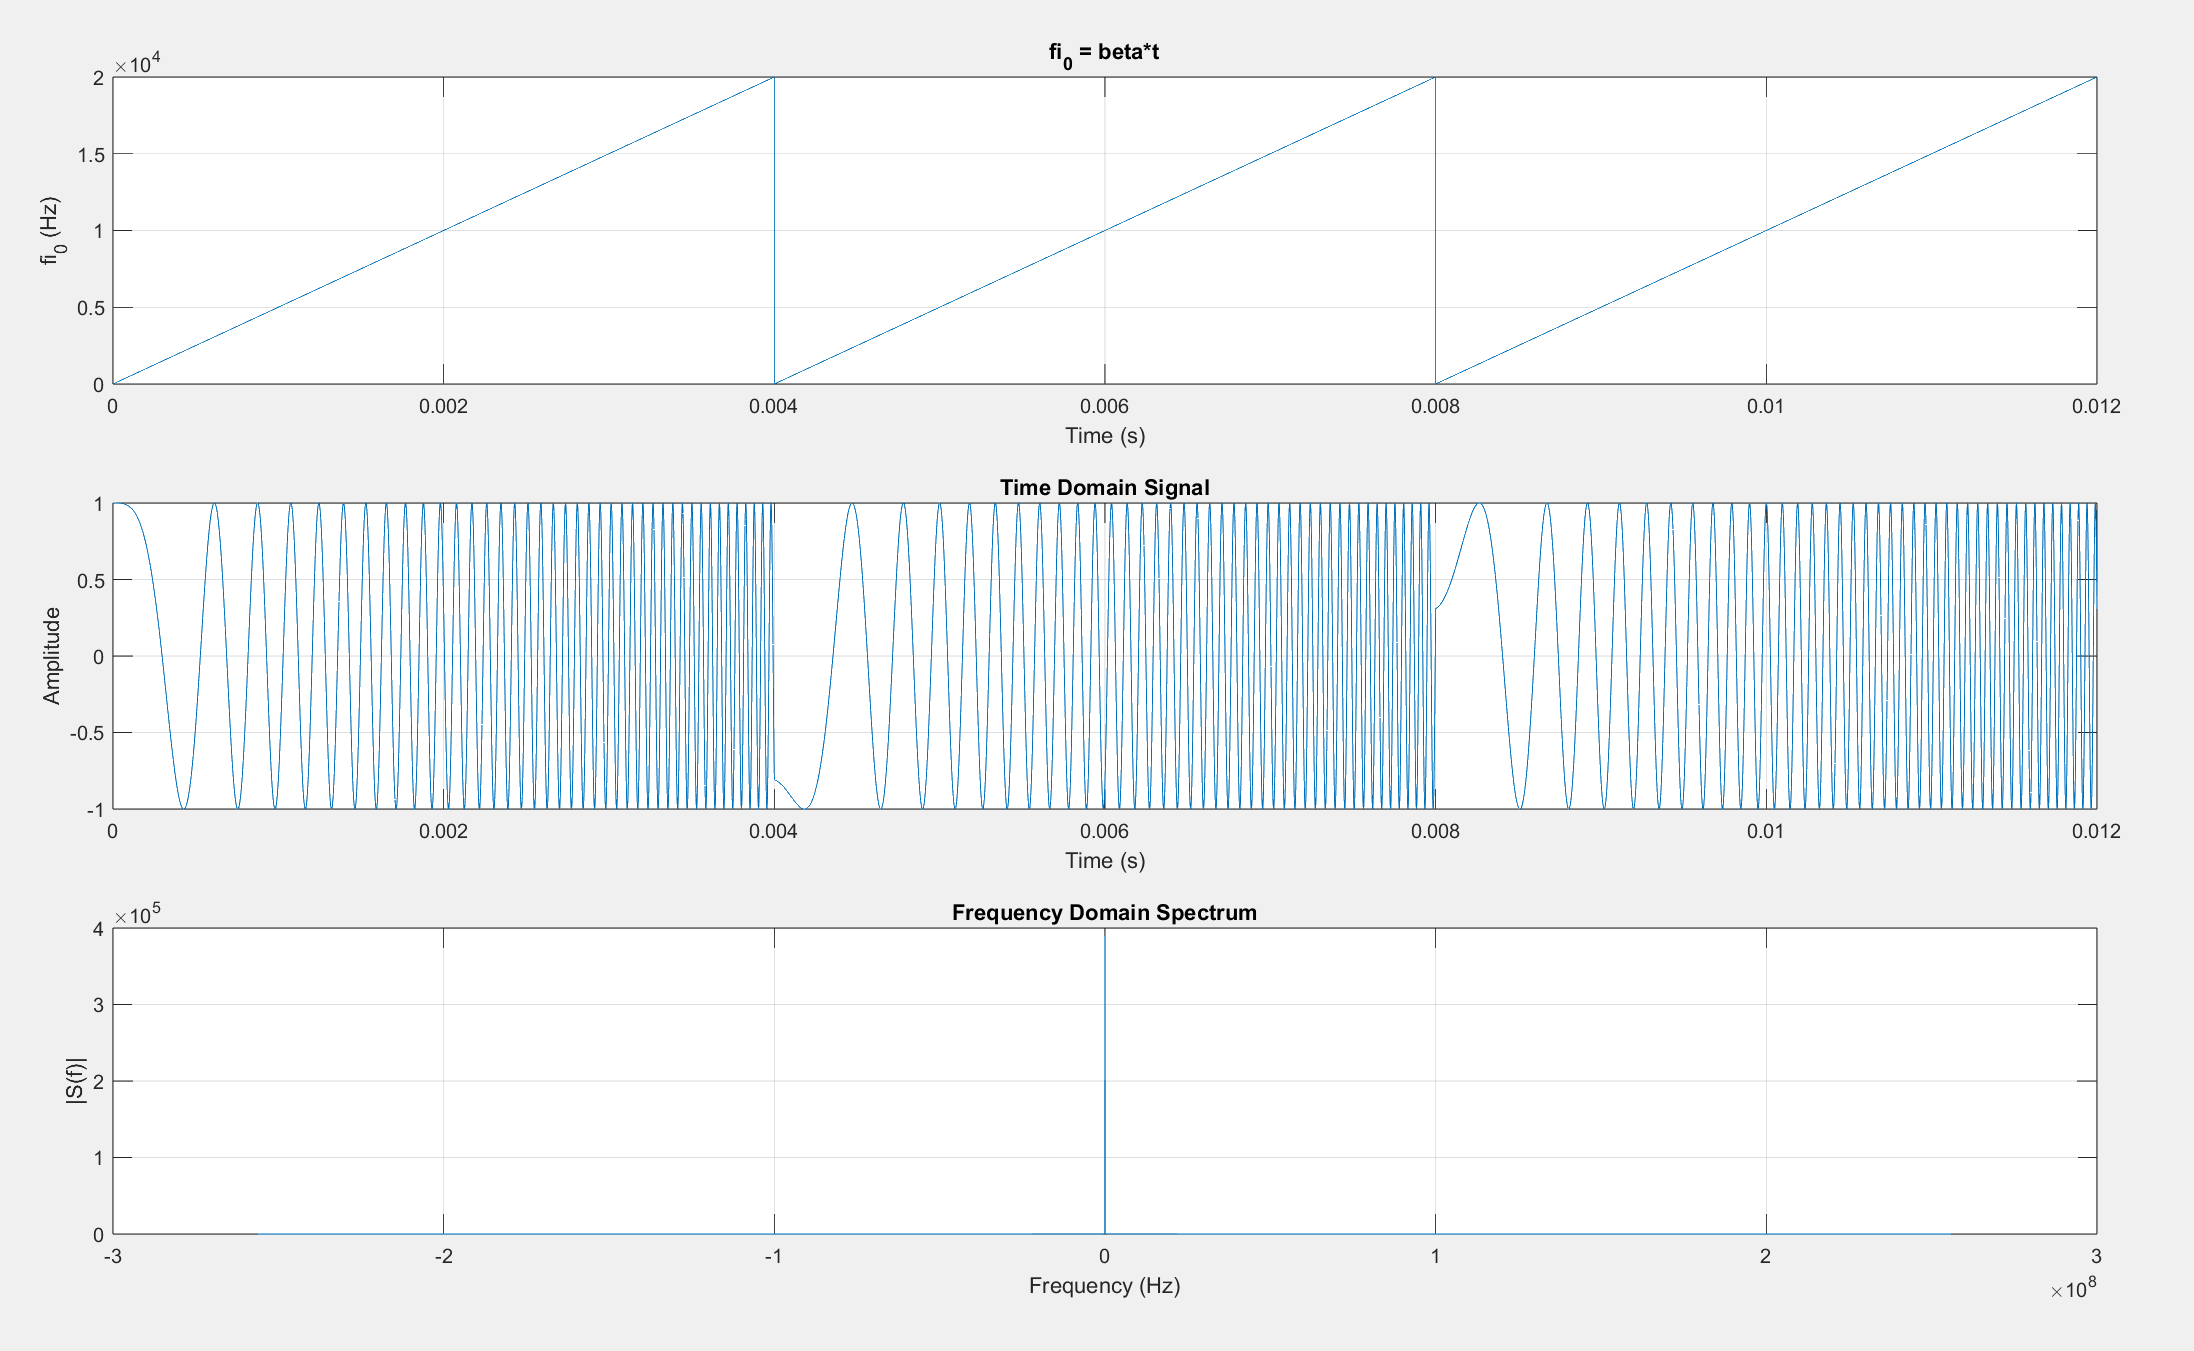 fi0 = beta*t
×10^4
2
1.5
1
0.5
0
fi0 (Hz)
0 0.002 0.004 0.006 0.008 0.01 0.012
Time (s)
Time Domain Signal
1
0.5
0
-0.5
-1
Amplitude
0 0.002 0.004 0.006 0.008 0.01 0.012
Time (s)
Frequency Domain Spectrum
×10^5
4
3
2
1
0
|S(f)|
-3 -2 -1 0 1 2 3
Frequency (Hz)
×10^8